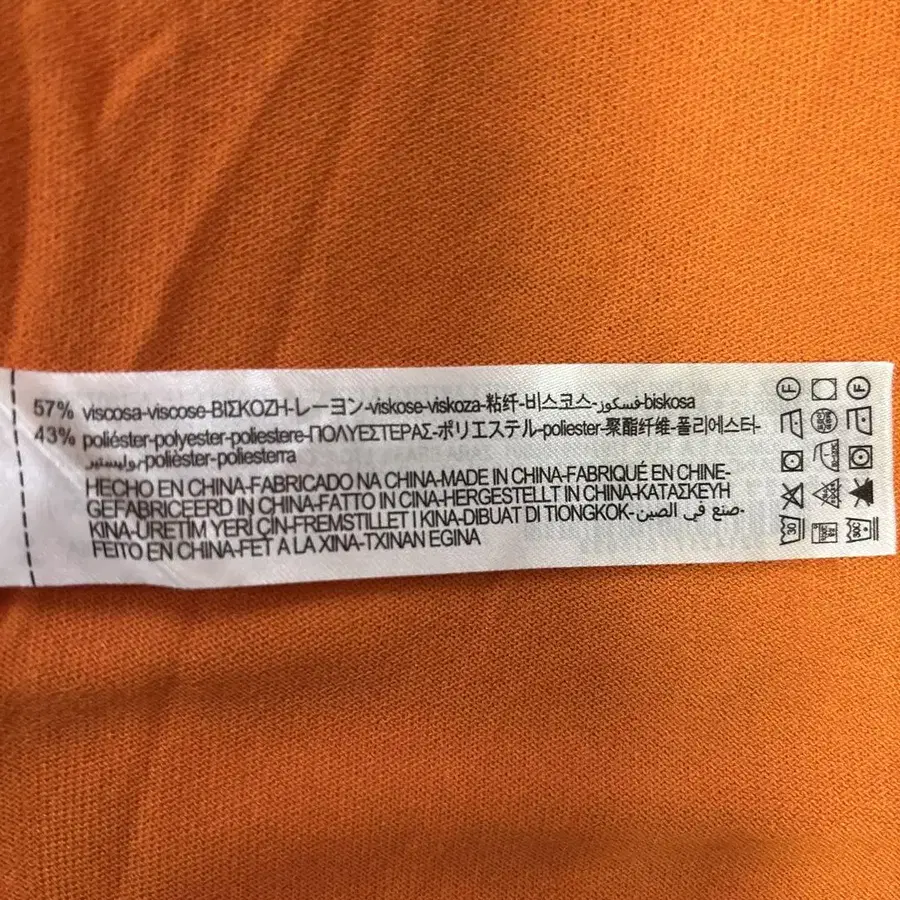 57% viscosa-viscose-ΒΙΣΚΟΖΗ-レーヨン-viskose-viskoza-粘纤-비스코스-فسكوز-biskosa
43% poliéster-polyester-poliestere-ΠΟΛΥΕΣΤΕΡΑΣ-ポリエステル-poliester-聚酯纤维-폴리에스터-
بوليستير-polièster-poliesterra
HECHO EN CHINA-FABRICADO NA CHINA-MADE IN CHINA-FABRIQUÉ EN CHINE-
GEFABRICEERD IN CHINA-FATTO IN CINA-HERGESTELLT IN CHINA-ΚΑΤΑΣΚΕΥΗ
ΚΙΝΑ-ÜRETİM YERİ ÇİN-FREMSTILLET I KINA-DIBUAT DI TIONGKOK-صنع في الصين-
FEITO EN CHINA-FET A LA XINA-TXINAN EGINA
F
F
30